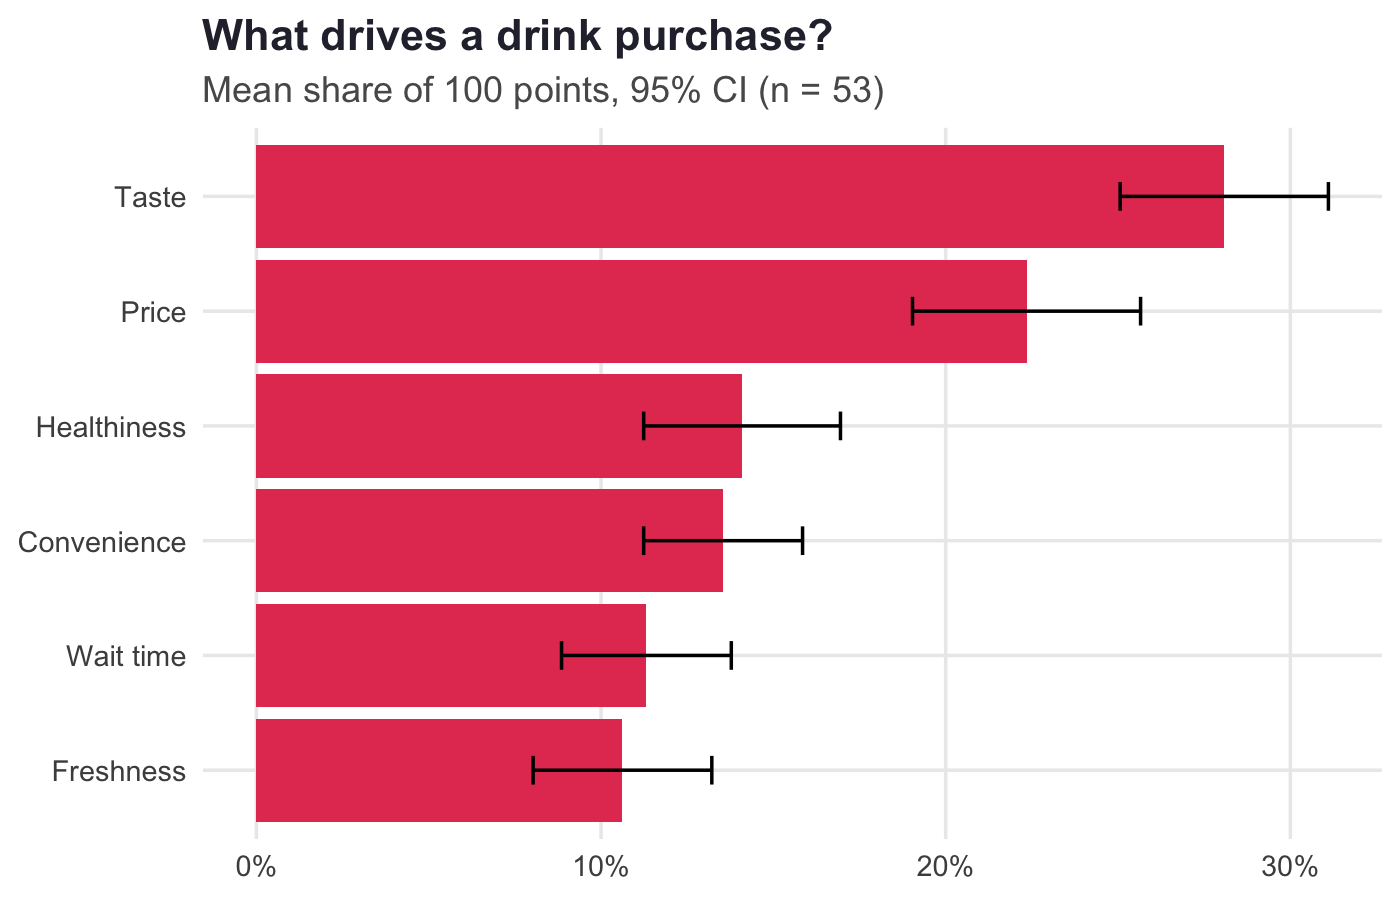 What drives a drink purchase?
Mean share of 100 points, 95% CI (n = 53)
Taste
Price
Healthiness
Convenience
Wait time
Freshness
0% 10% 20% 30%